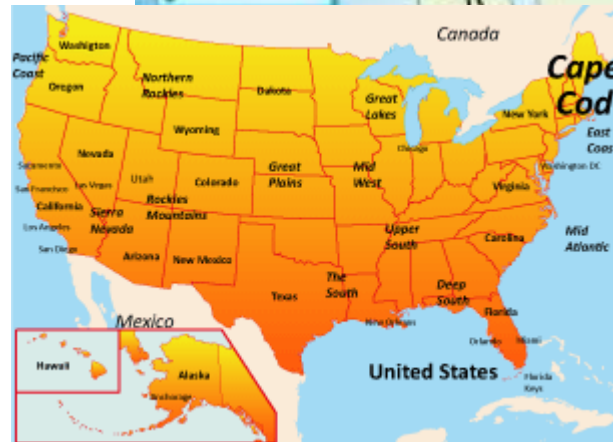 Canada
Washigton
Pacific
Coast
Cape
Cod
Oregon
Northern
Rockies
Dakota
Great
Lakes
New York
East
Coast
Wyoming
Chicago
Nevada
Sacramento
Utah
Colorado
Great
Plains
Mid
West
Washington DC
San Francisco
Las Vegas
Virginia
California
Rockies
Mountains
Sierra
Nevada
Los Angeles
Upper
South
Carolina
Mid
Atlantic
San Diego
Arizona
New Mexico
Texas
The
South
Deep
South
Florida
Mexico
New Orleans
Orlando
Miami
Hawaii
Alaska
Anchorage
United States
Florida
Keys